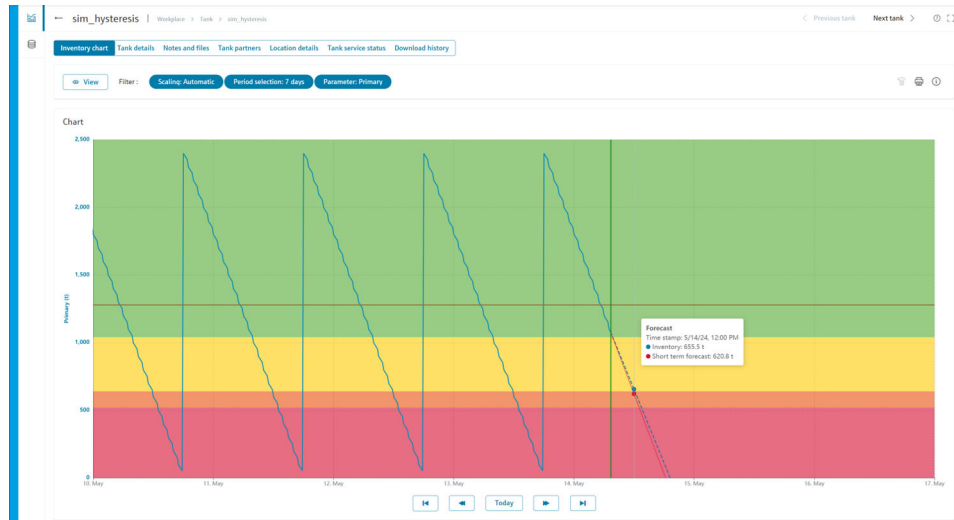 ← sim_hysteresis | Workplace > Tank > sim_hysteresis < Previous tank Next tank >
Inventory chart Tank details Notes and files Tank partners Location details Tank service status Download history
View Filter : Scaling: Automatic Period selection: 7 days Parameter: Primary
Chart
2,500
2,000
1,500
1,000
500
0
Primary (t)
Forecast
Time stamp: 5/14/24, 12:00 PM
Inventory: 655.5 t
Short term forecast: 620.8 t
10. May 11. May 12. May 13. May 14. May 15. May 16. May 17. May
Today